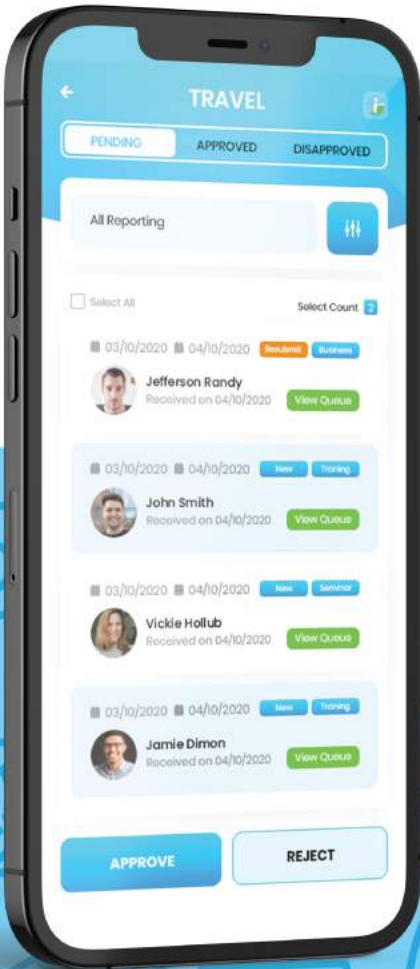 TRAVEL
PENDING APPROVED DISAPPROVED
All Reporting
Select All Select Count 2
03/10/2020 04/10/2020 Resubmit Business
Jefferson Randy
Received on 04/10/2020 View Queue
03/10/2020 04/10/2020 New Traning
John Smith
Received on 04/10/2020 View Queue
03/10/2020 04/10/2020 New Seminar
Vickie Hollub
Received on 04/10/2020 View Queue
03/10/2020 04/10/2020 New Traning
Jamie Dimon
Received on 04/10/2020 View Queue
APPROVE REJECT